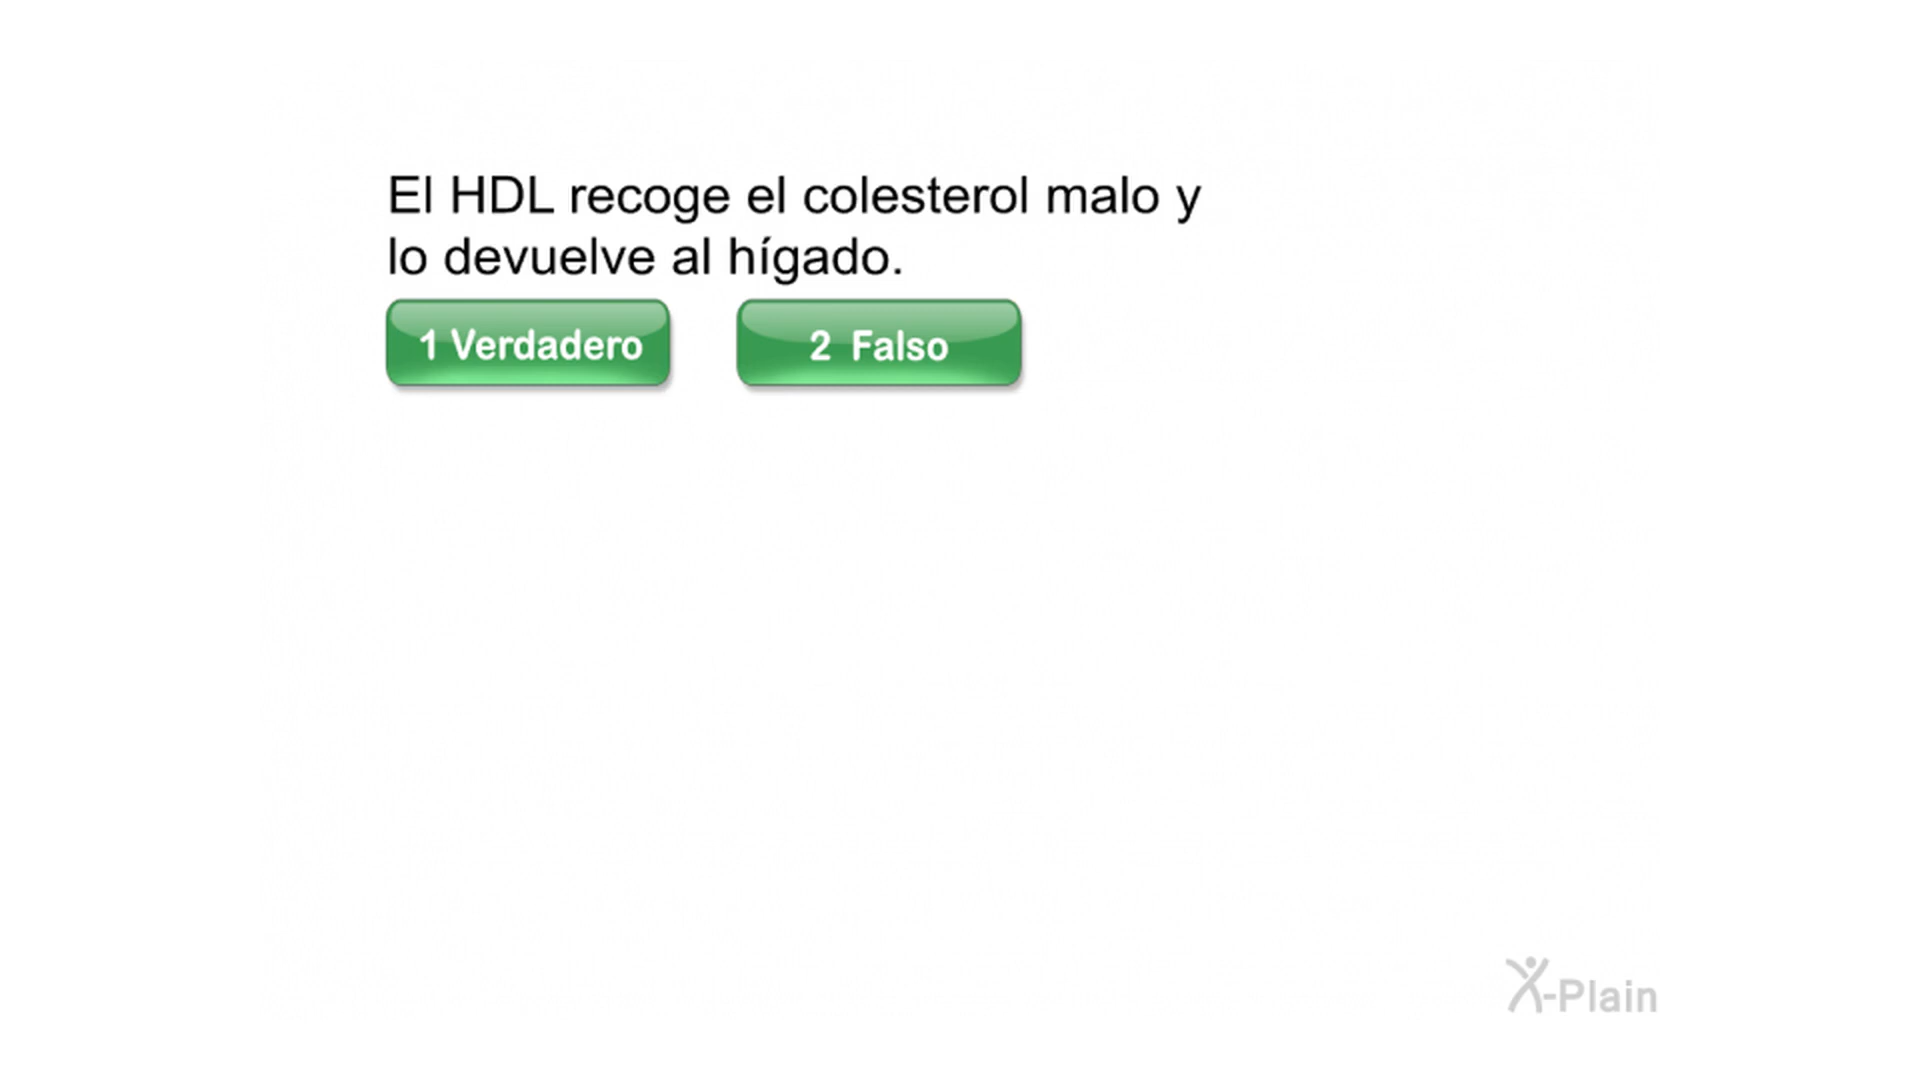 El HDL recoge el colesterol malo y
lo devuelve al hígado.
1 Verdadero
2 Falso
X-Plain